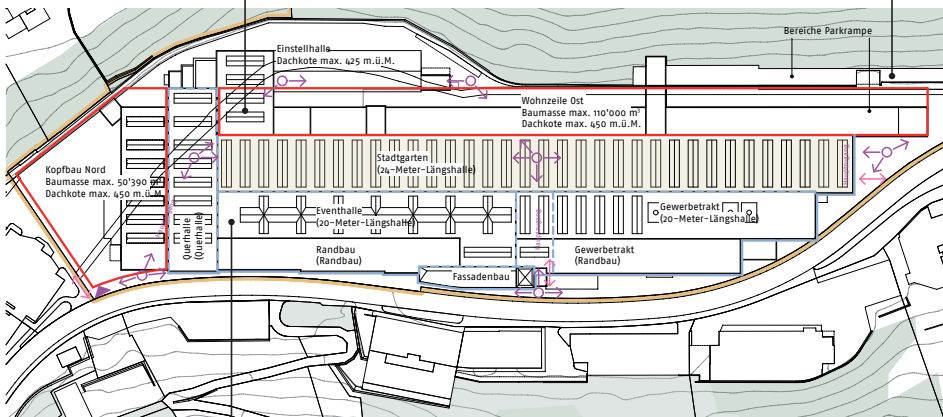 Bereiche Parkrampe
Einstellhalle
Dachkote max. 425 m.ü.M.
Wohnzeile Ost
Baumasse max. 110'000 m³
Dachkote max. 450 m.ü.M.
Kopfbau Nord
Baumasse max. 50'390 m³
Dachkote max. 450 m.ü.M.
Stadtgarten
(24-Meter-Längshalle)
Querhalle
(Querhalle)
Eventhalle
(20-Meter-Längshalle)
Gewerbetrakt
(20-Meter-Längshalle)
Randbau
(Randbau)
Gewerbetrakt
(Randbau)
Fassadenbau